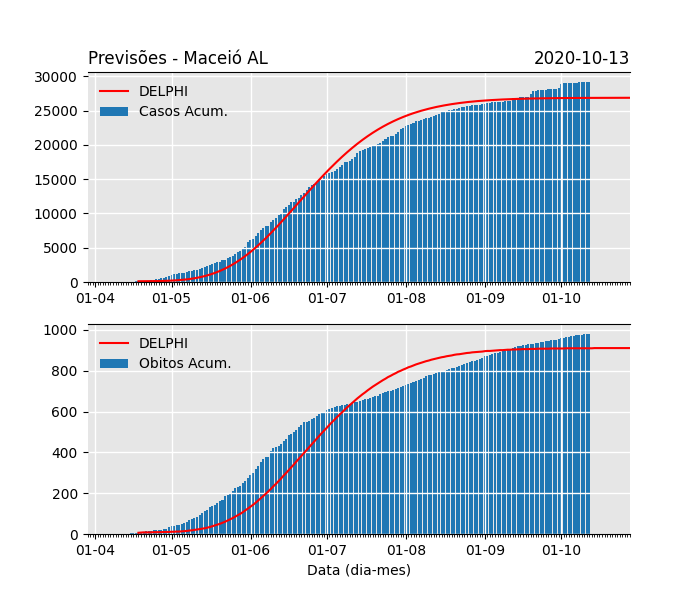 Previsões - Maceió AL 2020-10-13
30000
25000
20000
15000
10000
5000
0
DELPHI
Casos Acum.
01-04 01-05 01-06 01-07 01-08 01-09 01-10
1000
800
600
400
200
0
DELPHI
Obitos Acum.
01-04 01-05 01-06 01-07 01-08 01-09 01-10
Data (dia-mes)